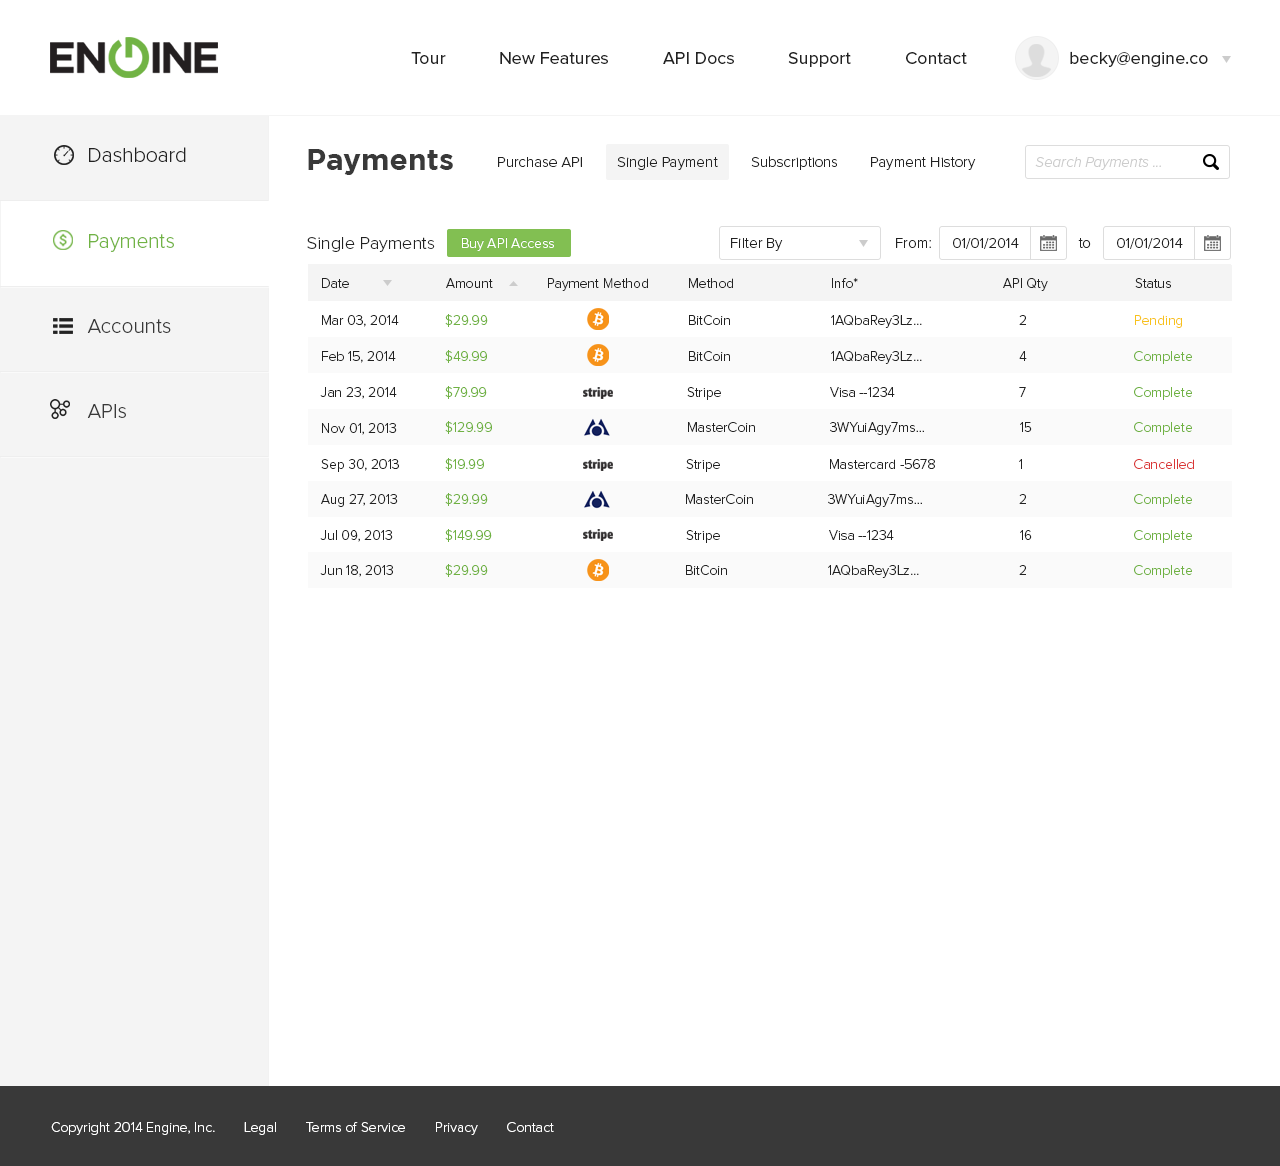 ENGINE Tour New Features API Docs Support Contact becky@engine.co
Dashboard
Payments
Accounts
APIs
Payments Purchase API Single Payment Subscriptions Payment History Search Payments ...
Single Payments Buy API Access Filter By From: 01/01/2014 to 01/01/2014
Date Amount Payment Method Method Info* API Qty Status
Mar 03, 2014 $29.99 BitCoin 1AQbaRey3Lz... 2 Pending
Feb 15, 2014 $49.99 BitCoin 1AQbaRey3Lz... 4 Complete
Jan 23, 2014 $79.99 stripe Stripe Visa --1234 7 Complete
Nov 01, 2013 $129.99 MasterCoin 3WYuiAgy7ms... 15 Complete
Sep 30, 2013 $19.99 stripe Stripe Mastercard -5678 1 Cancelled
Aug 27, 2013 $29.99 MasterCoin 3WYuiAgy7ms... 2 Complete
Jul 09, 2013 $149.99 stripe Stripe Visa --1234 16 Complete
Jun 18, 2013 $29.99 BitCoin 1AQbaRey3Lz... 2 Complete
Copyright 2014 Engine, Inc. Legal Terms of Service Privacy Contact